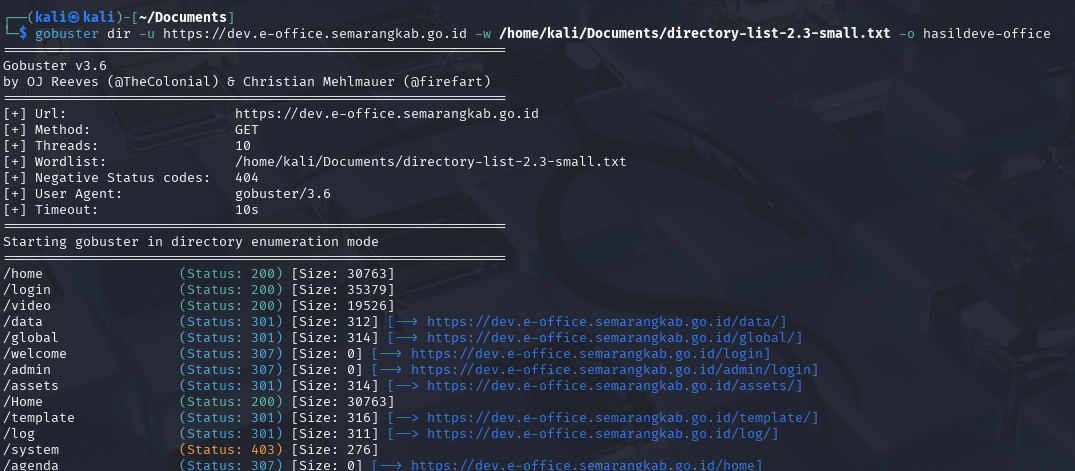 ┌──(kali㉿kali)-[~/Documents]
└─$ gobuster dir -u https://dev.e-office.semarangkab.go.id -w /home/kali/Documents/directory-list-2.3-small.txt -o hasildeve-office
===============================================================
Gobuster v3.6
by OJ Reeves (@TheColonial) & Christian Mehlmauer (@firefart)
===============================================================
[+] Url:                     https://dev.e-office.semarangkab.go.id
[+] Method:                  GET
[+] Threads:                 10
[+] Wordlist:                /home/kali/Documents/directory-list-2.3-small.txt
[+] Negative Status codes:   404
[+] User Agent:              gobuster/3.6
[+] Timeout:                 10s
===============================================================
Starting gobuster in directory enumeration mode
===============================================================
/home                 (Status: 200) [Size: 30763]
/login                (Status: 200) [Size: 35379]
/video                (Status: 200) [Size: 19526]
/data                 (Status: 301) [Size: 312] [--> https://dev.e-office.semarangkab.go.id/data/]
/global               (Status: 301) [Size: 314] [--> https://dev.e-office.semarangkab.go.id/global/]
/welcome              (Status: 307) [Size: 0] [--> https://dev.e-office.semarangkab.go.id/login]
/admin                (Status: 307) [Size: 0] [--> https://dev.e-office.semarangkab.go.id/admin/login]
/assets               (Status: 301) [Size: 314] [--> https://dev.e-office.semarangkab.go.id/assets/]
/Home                 (Status: 200) [Size: 30763]
/template             (Status: 301) [Size: 316] [--> https://dev.e-office.semarangkab.go.id/template/]
/log                  (Status: 301) [Size: 311] [--> https://dev.e-office.semarangkab.go.id/log/]
/system               (Status: 403) [Size: 276]
/agenda               (Status: 307) [Size: 0] [--> https://dev.e-office.semarangkab.go.id/home]